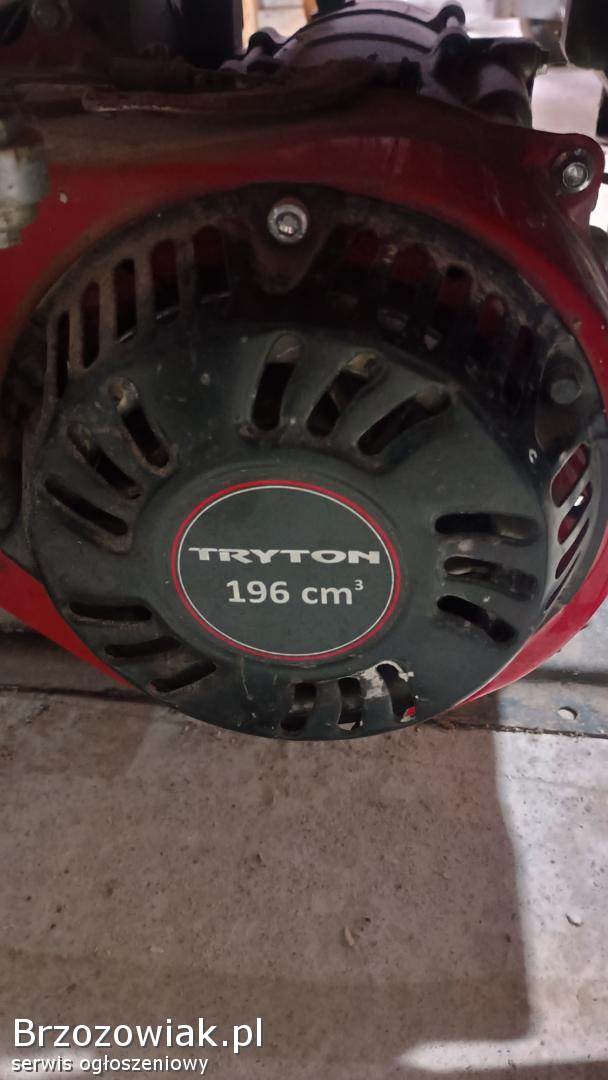 TRYTON
196 cm³
Brzozowiak.pl
serwis ogłoszeniowy